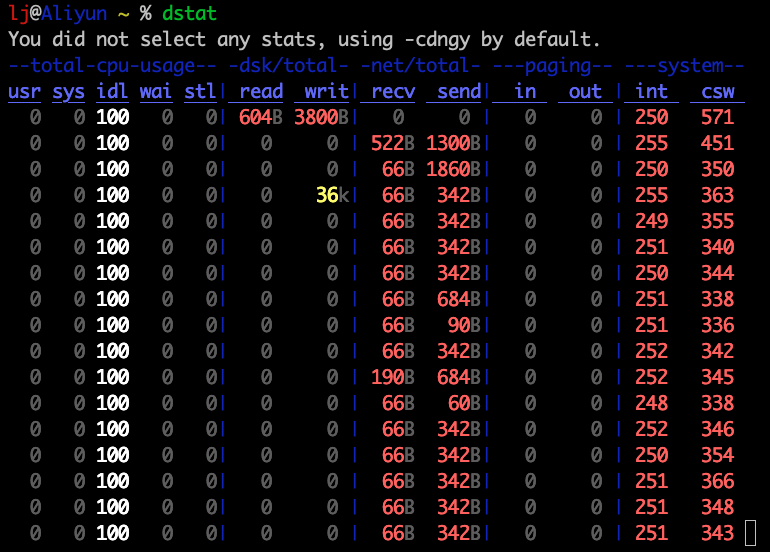 lj@Aliyun ~ % dstat
You did not select any stats, using -cdngy by default.
--total-cpu-usage-- -dsk/total- -net/total- ---paging-- ---system--
usr sys idl wai stl| read  writ| recv  send|  in   out | int   csw
  0   0 100   0   0| 604B 3800B|   0     0 |   0     0 | 250   571
  0   0 100   0   0|   0     0 | 522B 1300B|   0     0 | 255   451
  0   0 100   0   0|   0     0 |  66B 1860B|   0     0 | 250   350
  0   0 100   0   0|   0    36k|  66B  342B|   0     0 | 255   363
  0   0 100   0   0|   0     0 |  66B  342B|   0     0 | 249   355
  0   0 100   0   0|   0     0 |  66B  342B|   0     0 | 251   340
  0   0 100   0   0|   0     0 |  66B  342B|   0     0 | 250   344
  0   0 100   0   0|   0     0 |  66B  684B|   0     0 | 251   338
  0   0 100   0   0|   0     0 |  66B   90B|   0     0 | 251   336
  0   0 100   0   0|   0     0 |  66B  342B|   0     0 | 252   342
  0   0 100   0   0|   0     0 | 190B  684B|   0     0 | 252   345
  0   0 100   0   0|   0     0 |  66B   60B|   0     0 | 248   338
  0   0 100   0   0|   0     0 |  66B  342B|   0     0 | 252   346
  0   0 100   0   0|   0     0 |  66B  342B|   0     0 | 250   354
  0   0 100   0   0|   0     0 |  66B  342B|   0     0 | 251   366
  0   0 100   0   0|   0     0 |  66B  342B|   0     0 | 251   348
  0   0 100   0   0|   0     0 |  66B  342B|   0     0 | 251   343